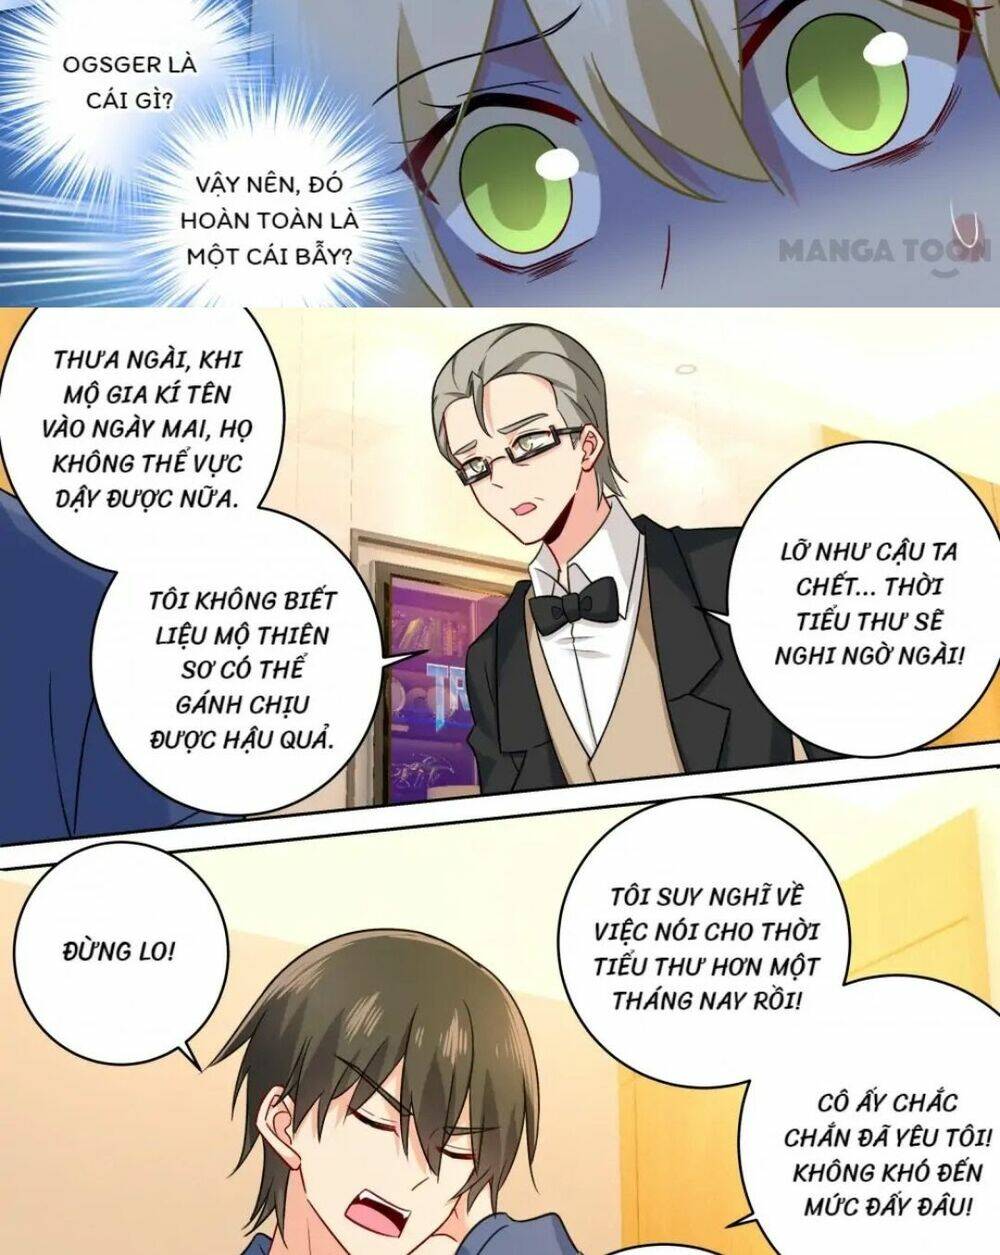 OGSGER LÀ
CÁI GÌ?
VẬY NÊN, ĐÓ
HOÀN TOÀN LÀ
MỘT CÁI BẪY?
MANGA TOON
THƯA NGÀI, KHI
MỘ GIA KÍ TÊN
VÀO NGÀY MAI, HỌ
KHÔNG THỂ VỰC
DẬY ĐƯỢC NỮA.
TÔI KHÔNG BIẾT
LIỆU MỘ THIÊN
SƠ CÓ THỂ
GÁNH CHỊU
ĐƯỢC HẬU QUẢ.
LỠ NHƯ CẬU TA
CHẾT... THỜI
TIỂU THƯ SẼ
NGHI NGỜ NGÀI!
ĐỪNG LO!
TÔI SUY NGHĨ VỀ
VIỆC NÓI CHO THỜI
TIỂU THƯ HƠN MỘT
THÁNG NAY RỒI!
CÔ ẤY CHẮC
CHẮN ĐÃ YÊU TÔI!
KHÔNG KHÓ ĐẾN
MỨC ĐẤY ĐÂU!